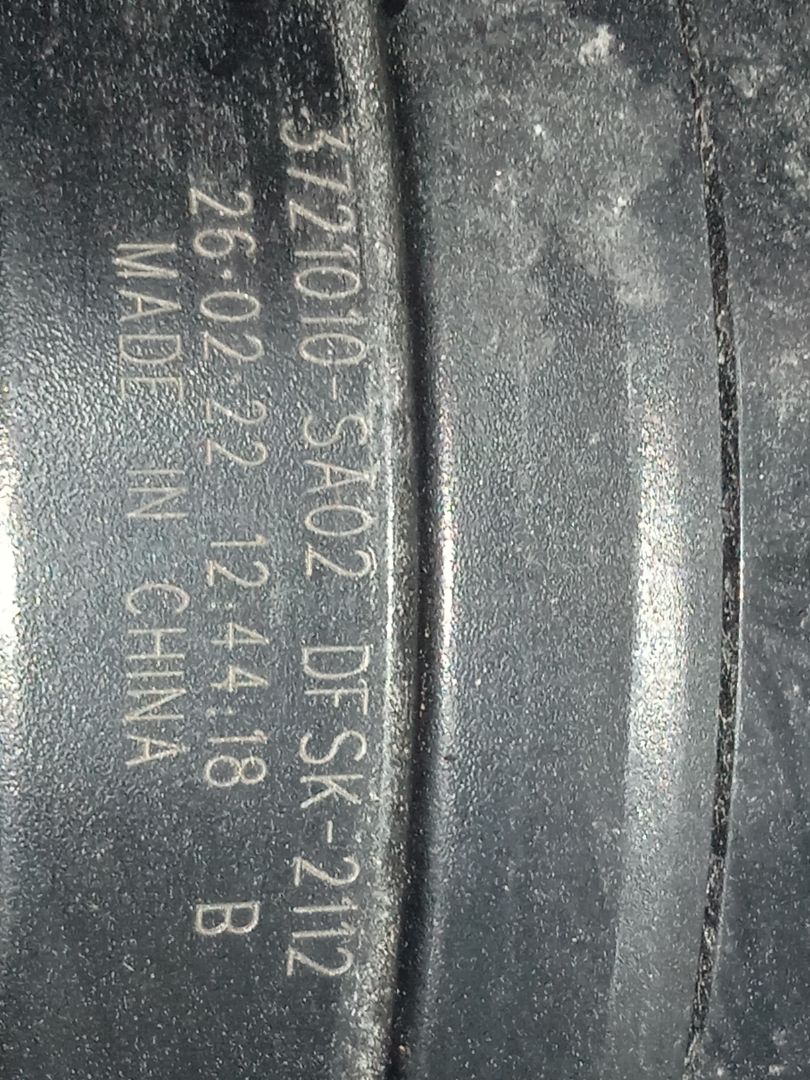 3721010-SA02 DFSK-2112
26·02·22 12:44:18 B
MADE IN CHINA